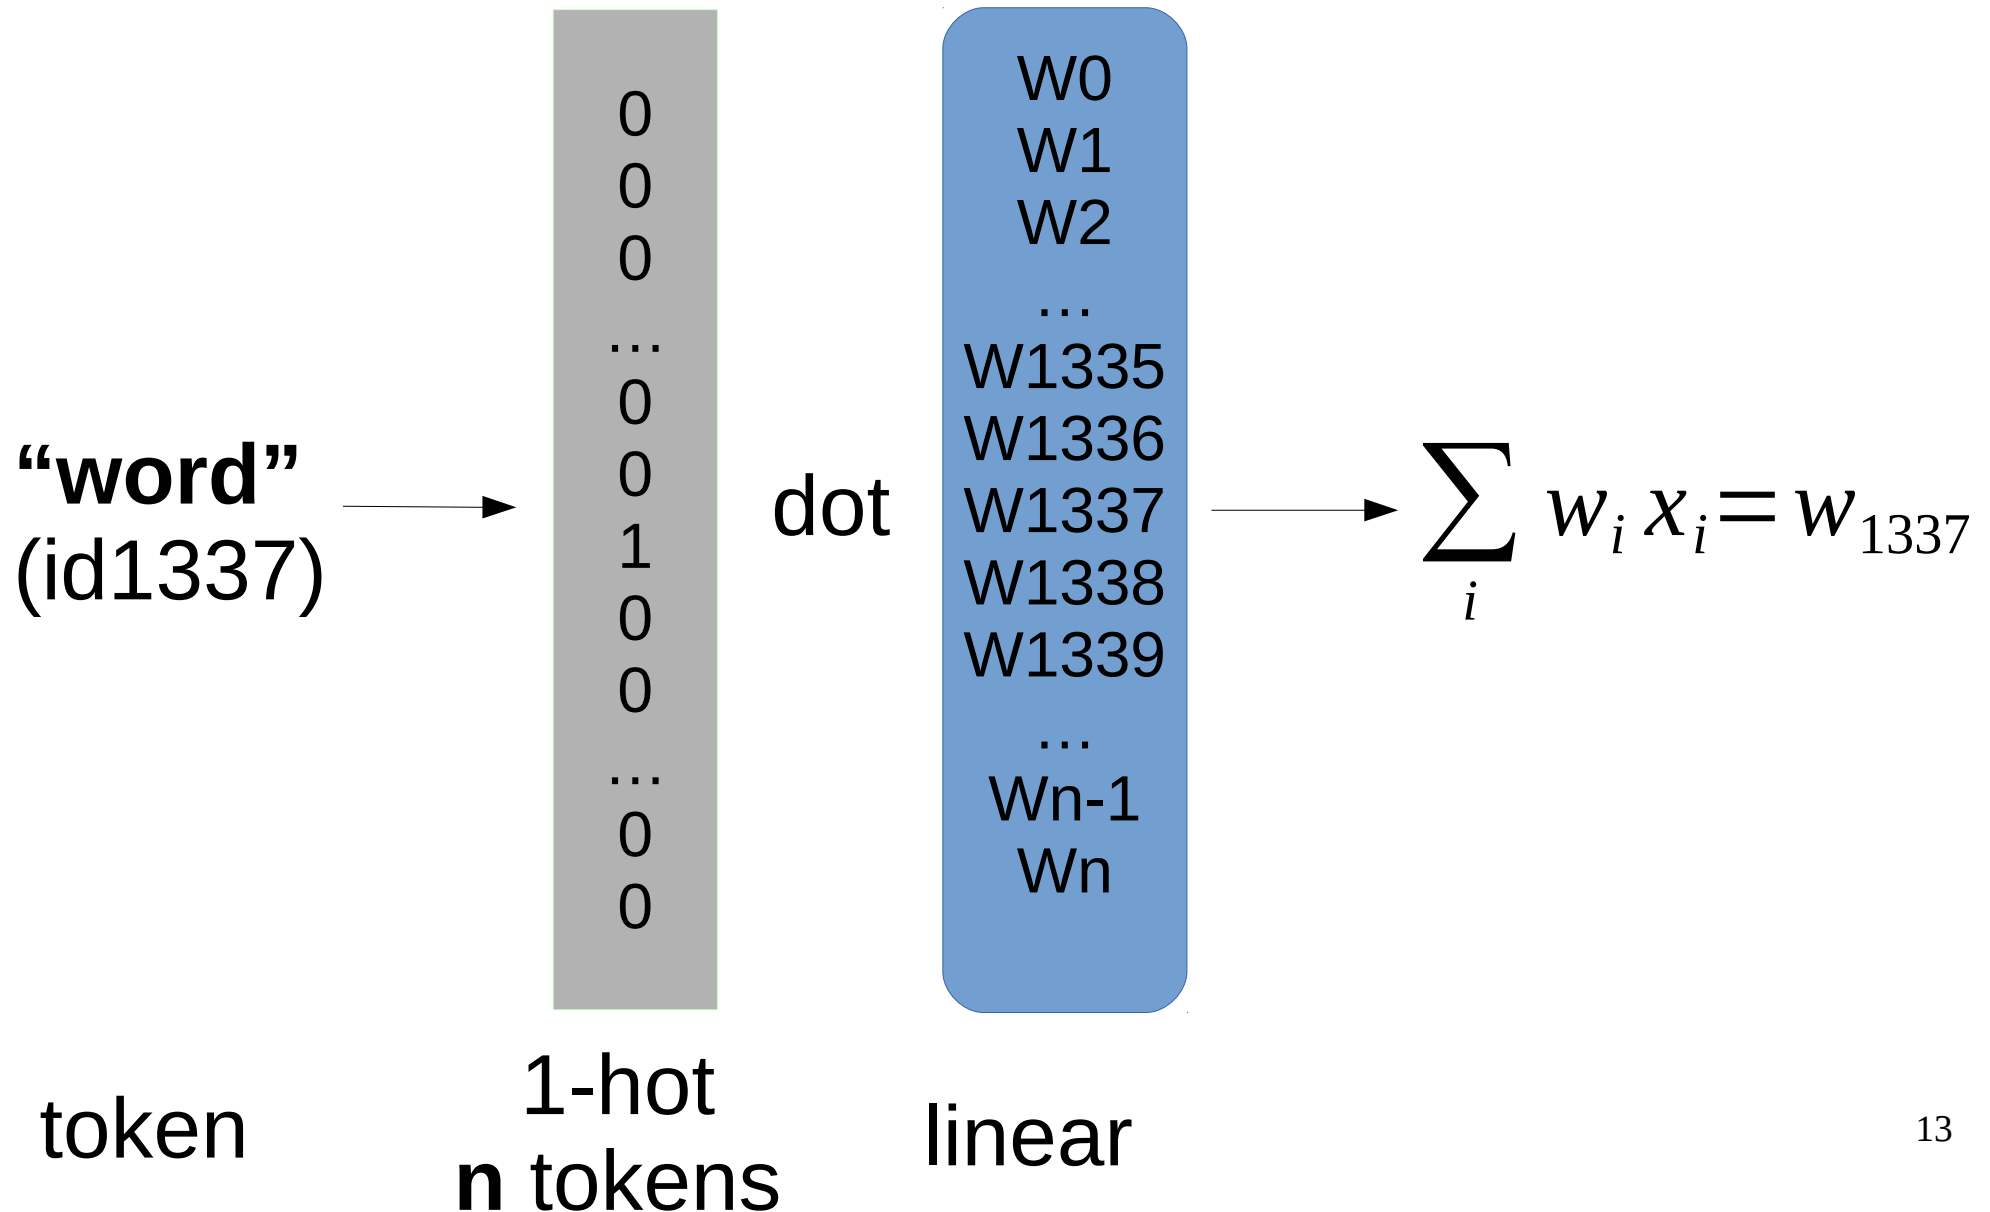 “word”
(id1337)
token
0
0
0
…
0
0
1
0
0
…
0
0
1-hot
n tokens
dot
W0
W1
W2
…
W1335
W1336
W1337
W1338
W1339
…
Wn-1
Wn
linear
∑ᵢ wᵢ xᵢ = w₁₃₃₇
13